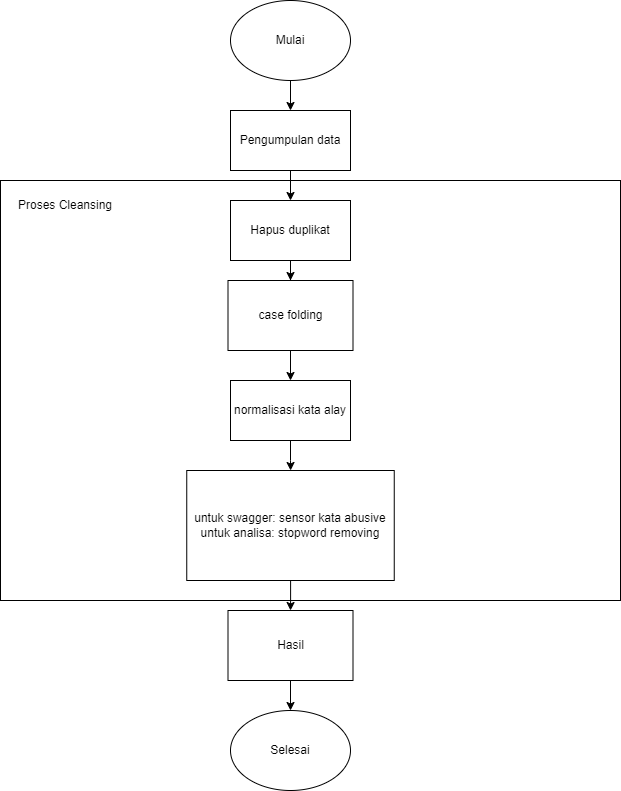 Mulai
Pengumpulan data
Proses Cleansing
Hapus duplikat
case folding
normalisasi kata alay
untuk swagger: sensor kata abusive
untuk analisa: stopword removing
Hasil
Selesai